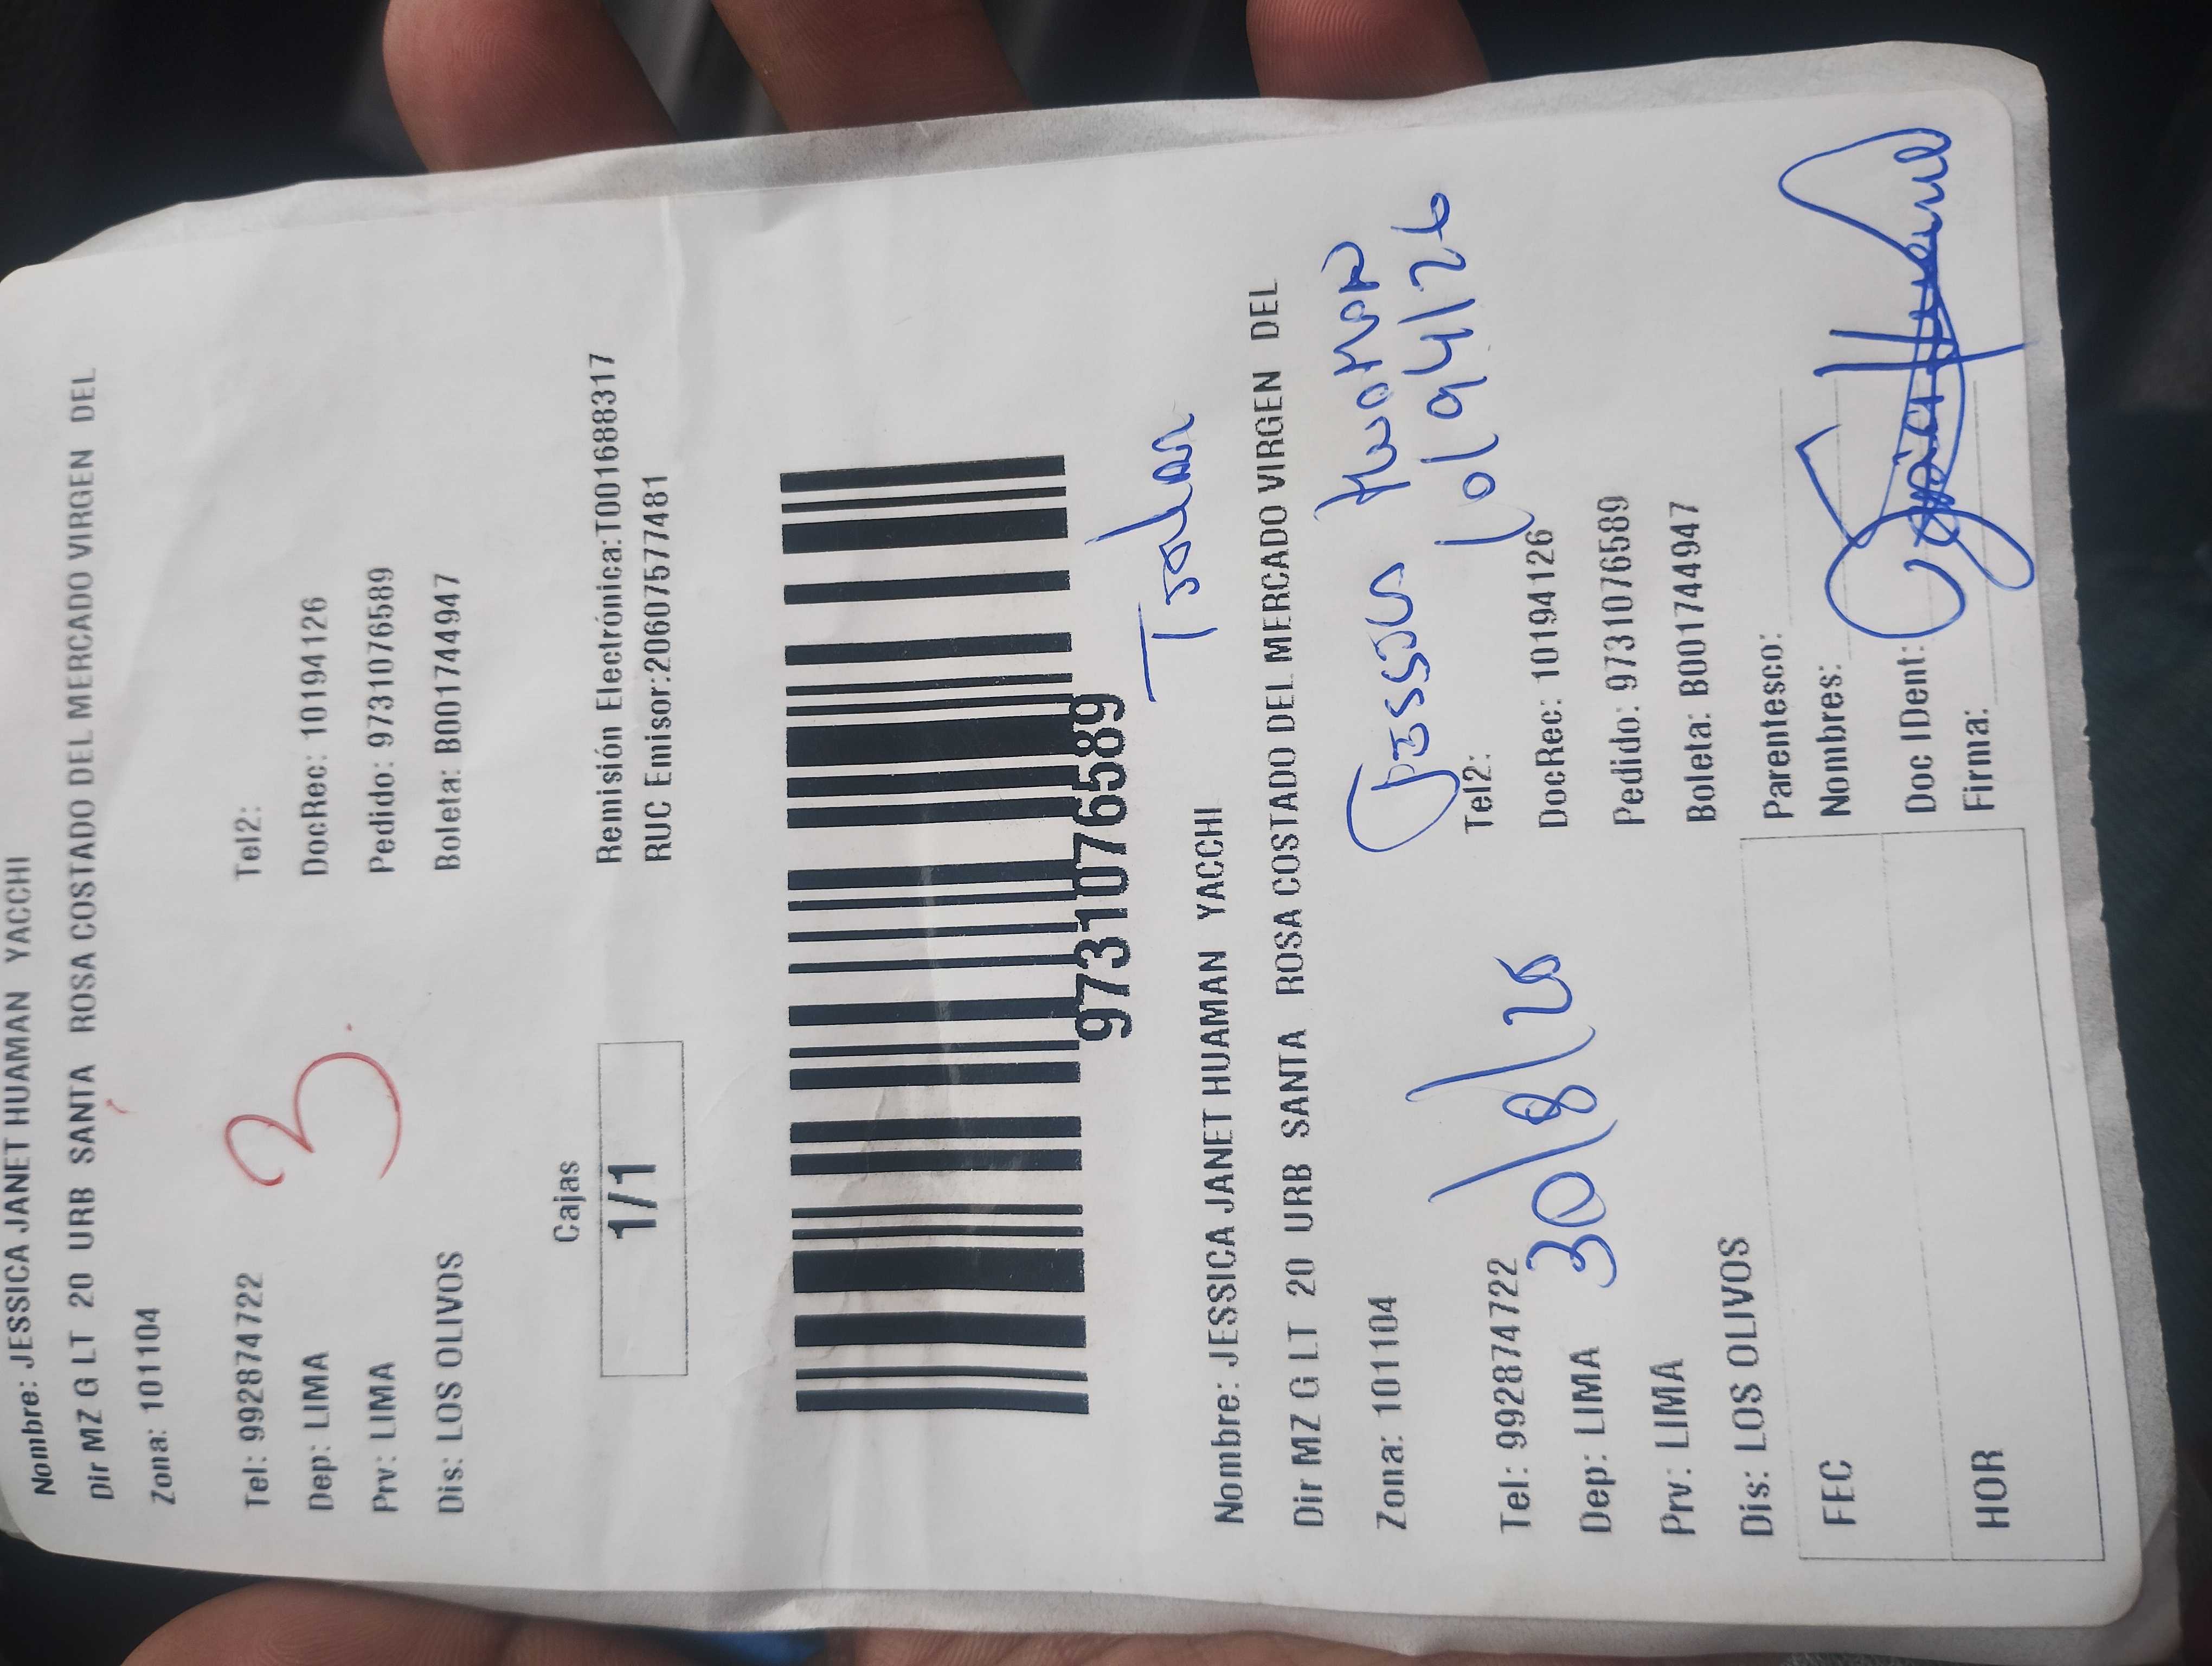 Nombre: JESSICA JANET HUAMAN YACCHI
Dir MZ G LT 20 URB SANTA ROSA COSTADO DEL MERCADO VIRGEN DEL
Zona: 101104
Tel: 992874722 Tel2:
3.
Dep: LIMA DocRec: 10194126
Prv: LIMA Pedido: 9731076589
Dis: LOS OLIVOS Boleta: B001744947
Cajas
1/1
Remisión Electrónica:T001688317
RUC Emisor:20607577481
9731076589
Nombre: JESSICA JANET HUAMAN YACCHI
Dir MZ G LT 20 URB SANTA ROSA COSTADO DEL MERCADO VIRGEN DEL
Zona: 101104
Huaman
10194126
Tel: 992874722 Tel2:
30/8/25
Dep: LIMA DocRec: 10194126
Prv: LIMA Pedido: 9731076589
Dis: LOS OLIVOS Boleta: B001744947
FEC
HOR
Parentesco:
Nombres:
Doc IDent:
Firma: